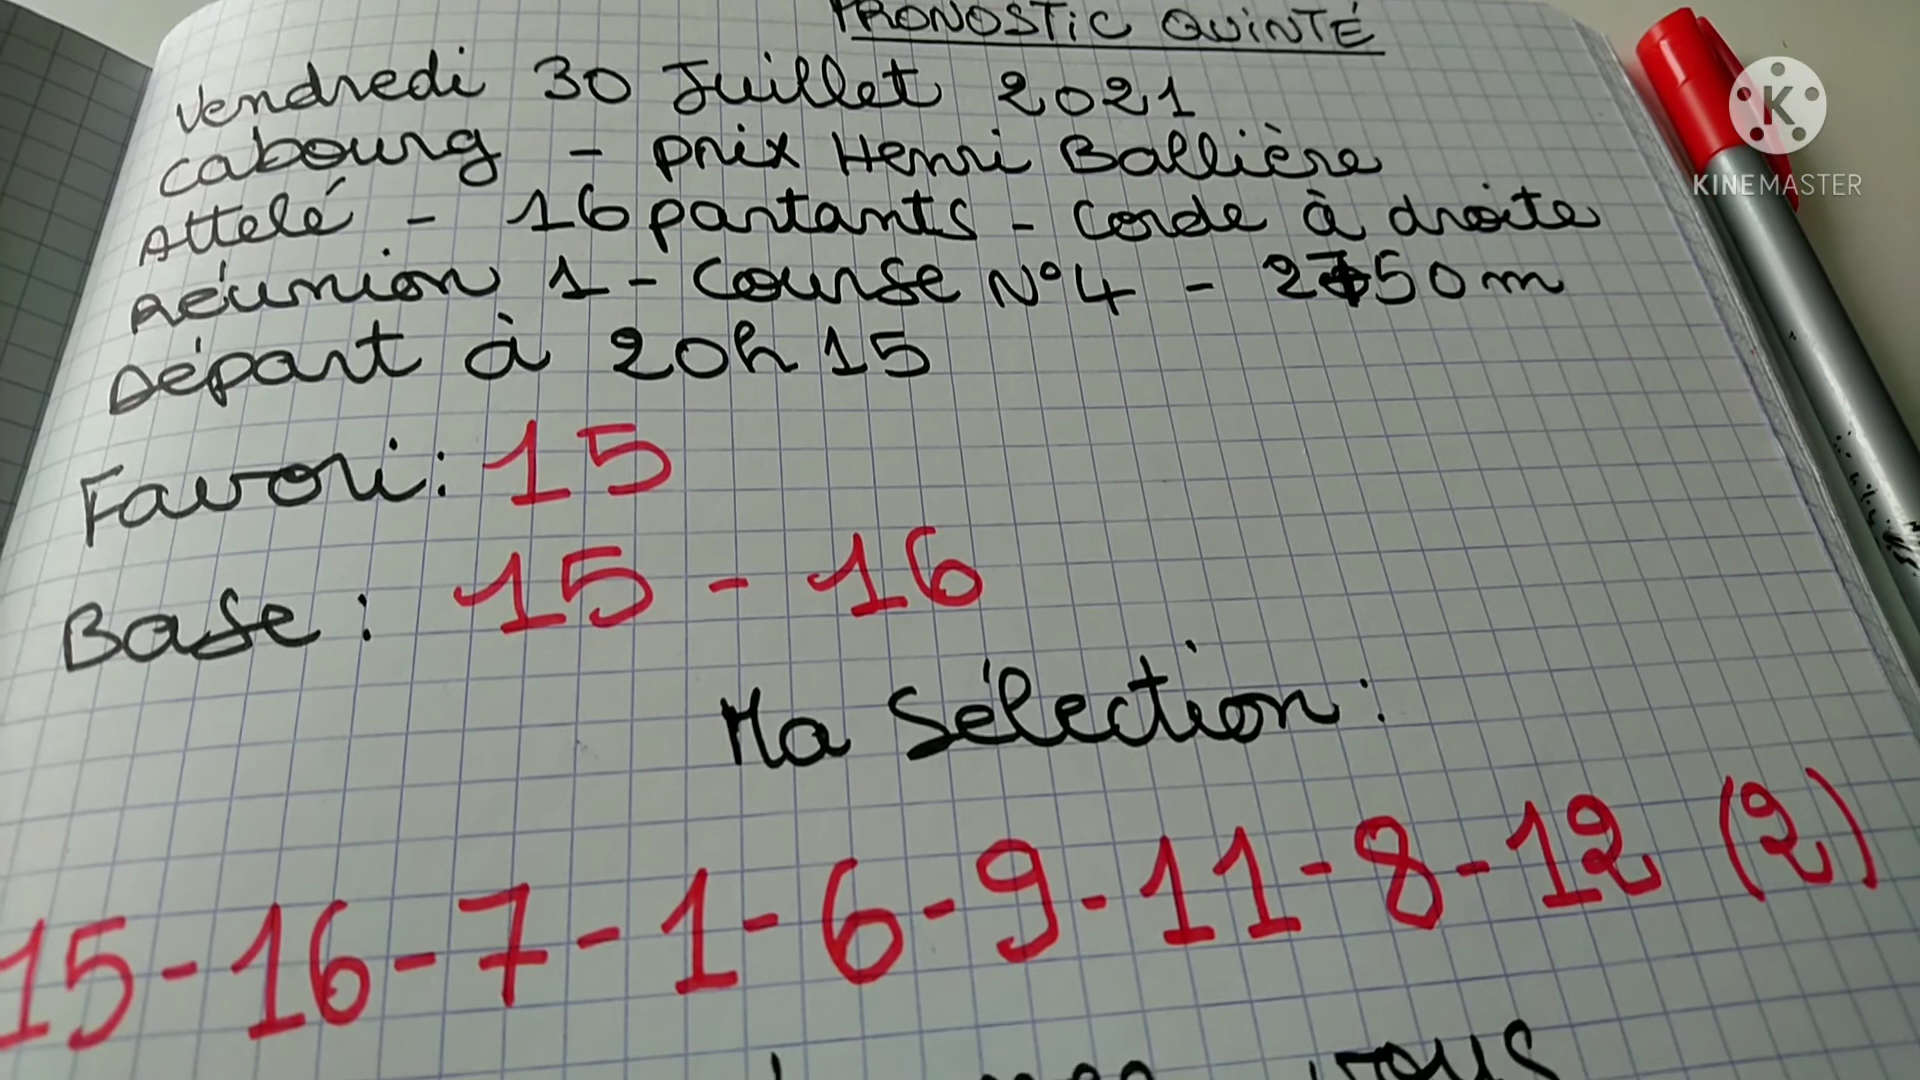 PRONOSTIC QUINTÉ
Vendredi 30 Juillet 2021
Cabourg - prix Henri Ballière
Attelé - 16 partants - Corde à droite
Réunion 1 - Course N°4 - 2750m
Départ à 20h15
Favori: 15
Base: 15 - 16
Ma Sélection:
15-16-7-1-6-9-11-8-12 (2)
vous
K
KINEMASTER